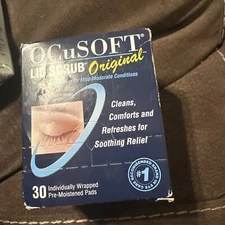 OCuSOFT®
LID SCRUB® Original
for Mild-Moderate Conditions
Cleans,
Comforts and
Refreshes for
Soothing Relief
#1
30 Individually Wrapped
Pre-Moistened Pads